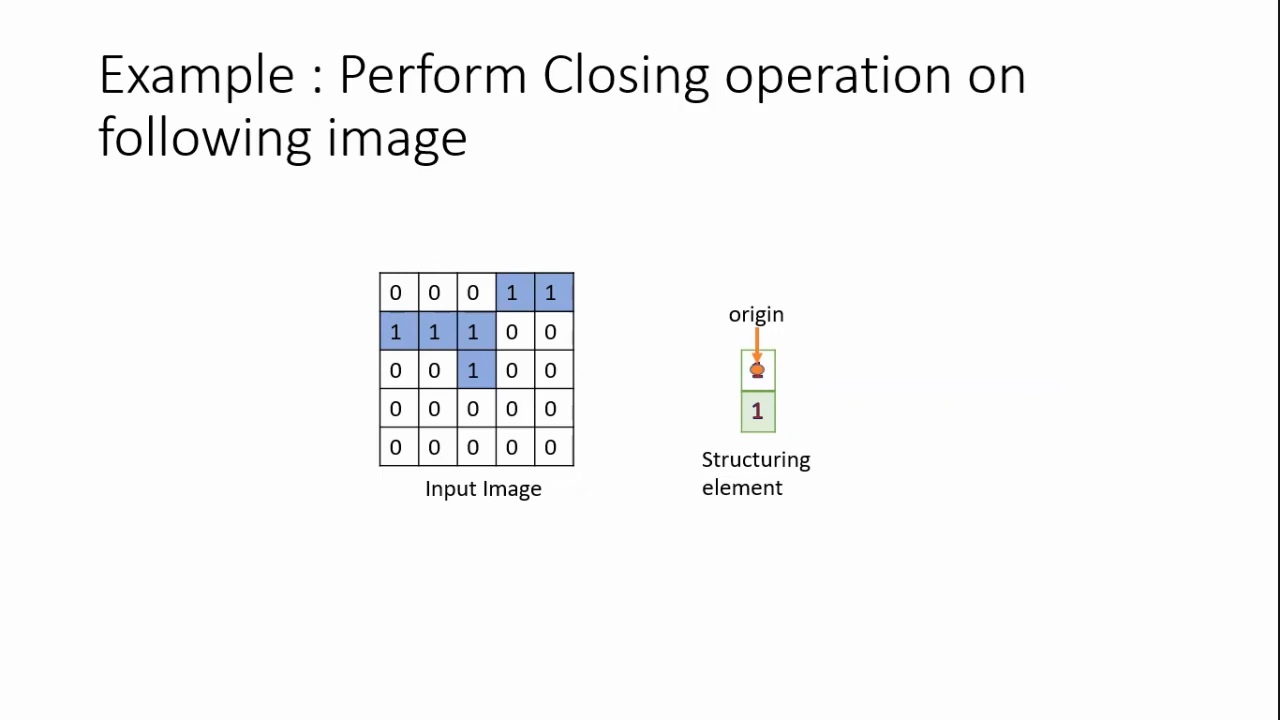 Example : Perform Closing operation on
following image
0 0 0 1 1
1 1 1 0 0
0 0 1 0 0
0 0 0 0 0
0 0 0 0 0
Input Image
origin
1
Structuring
element